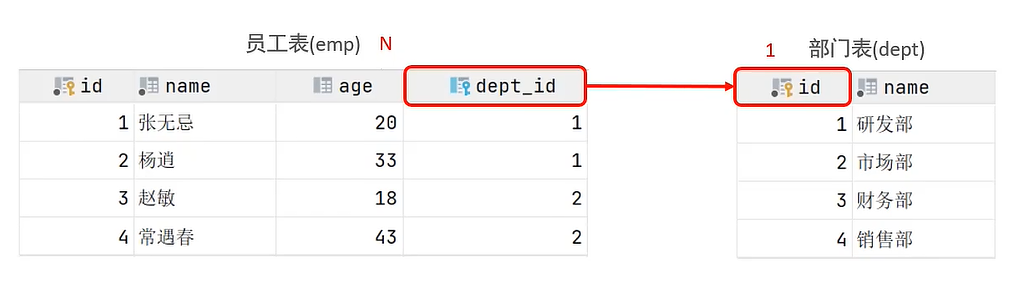 员工表(emp) N 1 部门表(dept)
id name age dept_id id name
1 张无忌 20 1 1 研发部
2 杨逍 33 1 2 市场部
3 赵敏 18 2 3 财务部
4 常遇春 43 2 4 销售部